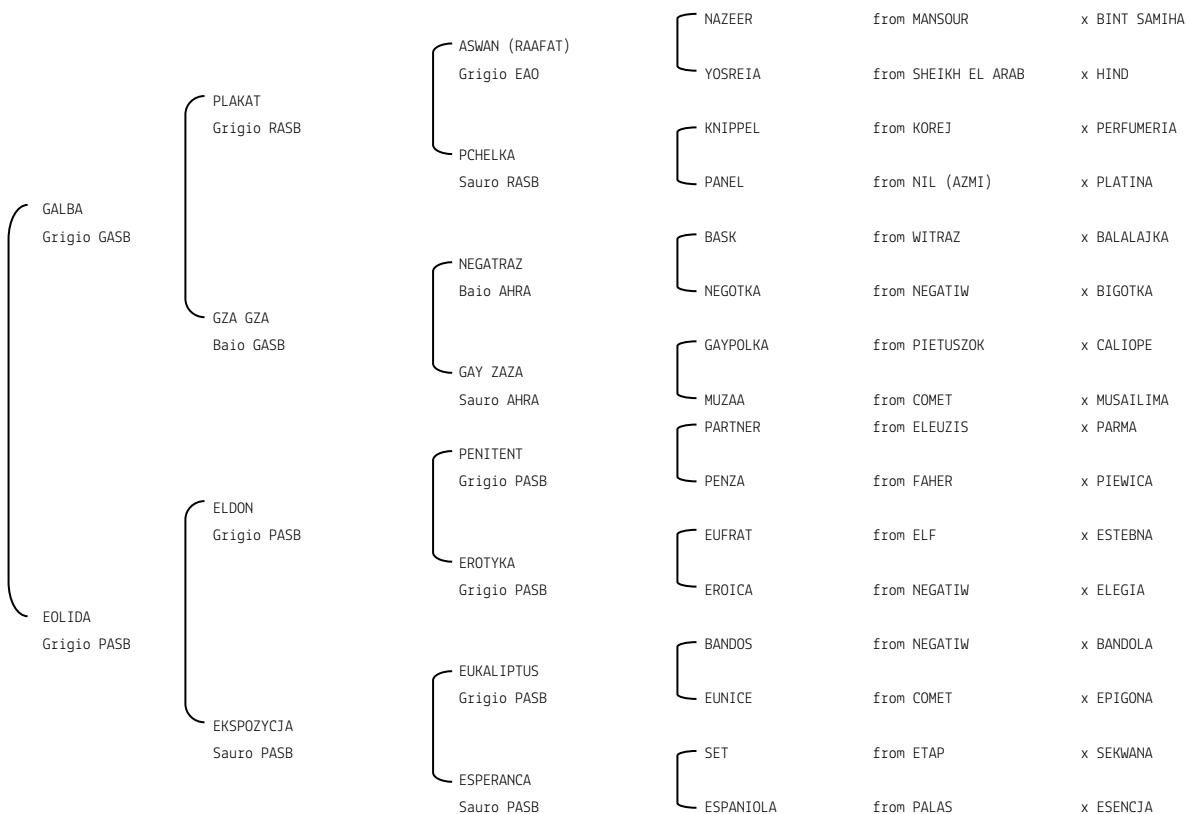 NAZEER from MANSOUR x BINT SAMIHA
ASWAN (RAAFAT)
Grigio EAO YOSREIA from SHEIKH EL ARAB x HIND
PLAKAT
Grigio RASB KNIPPEL from KOREJ x PERFUMERIA
PCHELKA
Sauro RASB PANEL from NIL (AZMI) x PLATINA
GALBA
Grigio GASB BASK from WITRAZ x BALALAJKA
NEGATRAZ
Baio AHRA NEGOTKA from NEGATIW x BIGOTKA
GZA GZA
Baio GASB GAYPOLKA from PIETUSZOK x CALIOPE
GAY ZAZA
Sauro AHRA MUZAA from COMET x MUSAILIMA
PARTNER from ELEUZIS x PARMA
PENITENT
Grigio PASB PENZA from FAHER x PIEWICA
ELDON
Grigio PASB EUFRAT from ELF x ESTEBNA
EROTYKA
Grigio PASB EROICA from NEGATIW x ELEGIA
EOLIDA
Grigio PASB BANDOS from NEGATIW x BANDOLA
EUKALIPTUS
Grigio PASB EUNICE from COMET x EPIGONA
EKSPOZYCJA
Sauro PASB SET from ETAP x SEKWANA
ESPERANCA
Sauro PASB ESPANIOLA from PALAS x ESENCJA